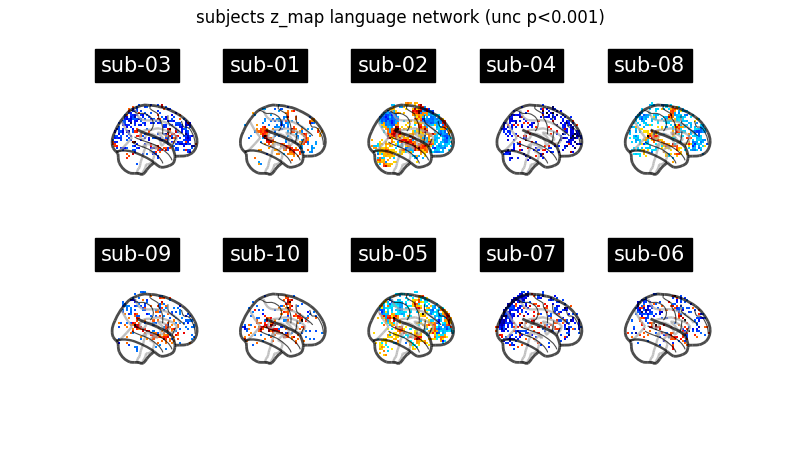 subjects z_map language network (unc p<0.001)
sub-03 sub-01 sub-02 sub-04 sub-08
sub-09 sub-10 sub-05 sub-07 sub-06